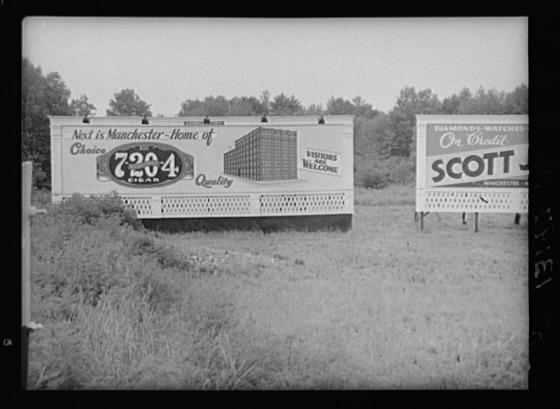 Next is Manchester~Home of
Choice
7-20-4
CIGAR
Quality
VISITORS
ARE
WELCOME
DIAMONDS-WATCHES
On Credit
SCOTT J
MANCHESTER-N